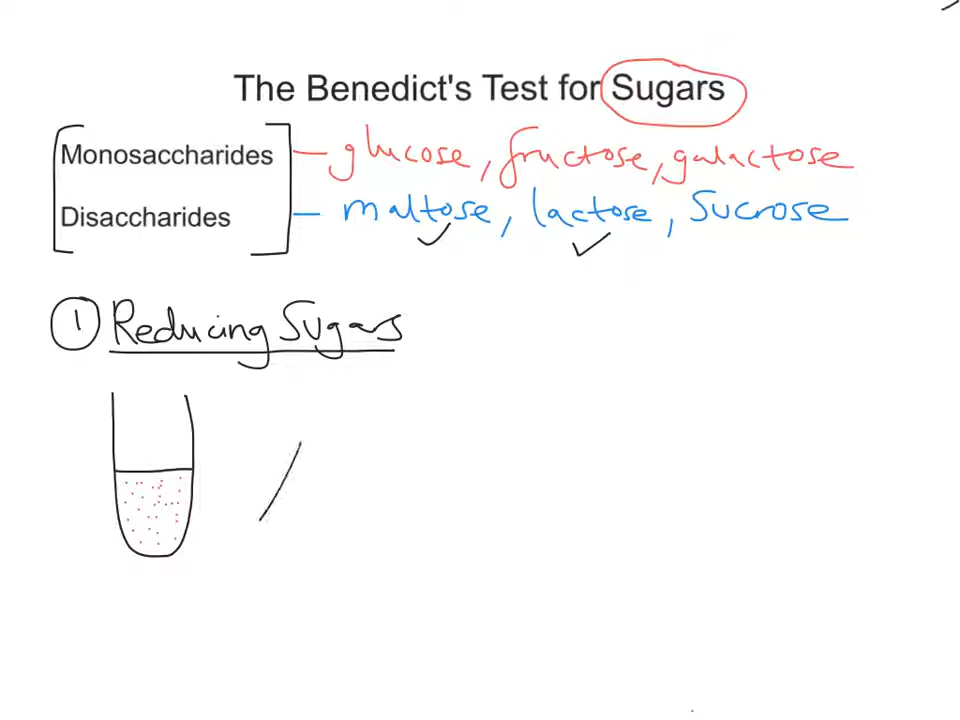 The Benedict's Test for Sugars
Monosaccharides – glucose, fructose, galactose
Disaccharides – maltose, lactose, Sucrose
1 Reducing Sugars